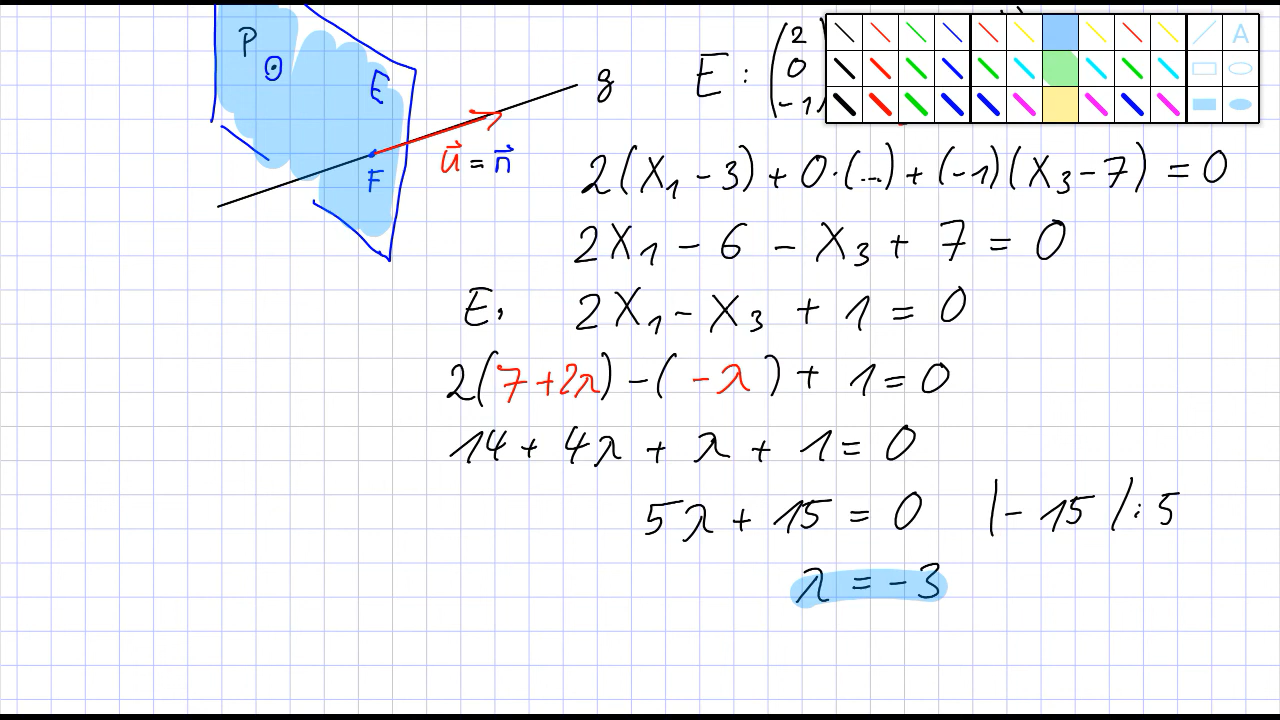 P
E
g
u⃗ = n⃗
F
E : ( 2 0 -1
2(X₁ - 3) + 0·(...) + (-1)(X₃ - 7) = 0
2X₁ - 6 - X₃ + 7 = 0
E: 2X₁ - X₃ + 1 = 0
2(7 + 2λ) - ( -λ ) + 1 = 0
14 + 4λ + λ + 1 = 0
5λ + 15 = 0 | - 15 | : 5
λ = - 3
A